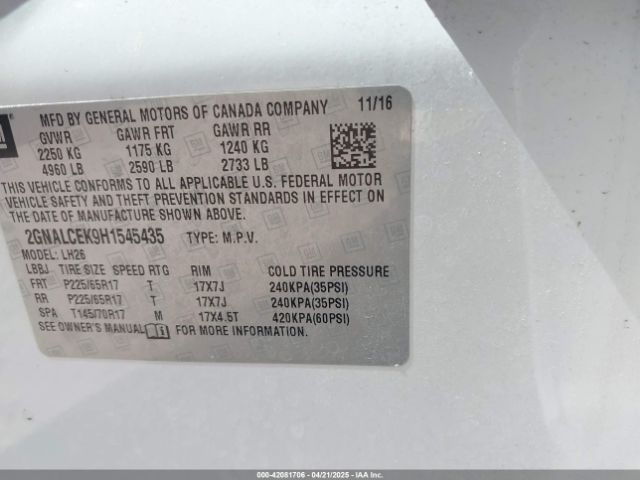 GM
MFD BY GENERAL MOTORS OF CANADA COMPANY 11/16
GVWR GAWR FRT GAWR RR
2250 KG 1175 KG 1240 KG
4960 LB 2590 LB 2733 LB
THIS VEHICLE CONFORMS TO ALL APPLICABLE U.S. FEDERAL MOTOR
VEHICLE SAFETY AND THEFT PREVENTION STANDARDS IN EFFECT
ON THE DATE OF MANUFACTURE SHOWN ABOVE.
2GNALCEK9H1545435 TYPE: M.P.V.
MODEL: LH26
LBBJ TIRE SIZE SPEED RTG RIM COLD TIRE PRESSURE
FRT P225/65R17 T 17X7J 240KPA(35PSI)
RR P225/65R17 T 17X7J 240KPA(35PSI)
SPA T145/70R17 M 17X4.5T 420KPA(60PSI)
SEE OWNER'S MANUAL FOR MORE INFORMATION.
000-42081706 - 04/21/2025 - IAA Inc.